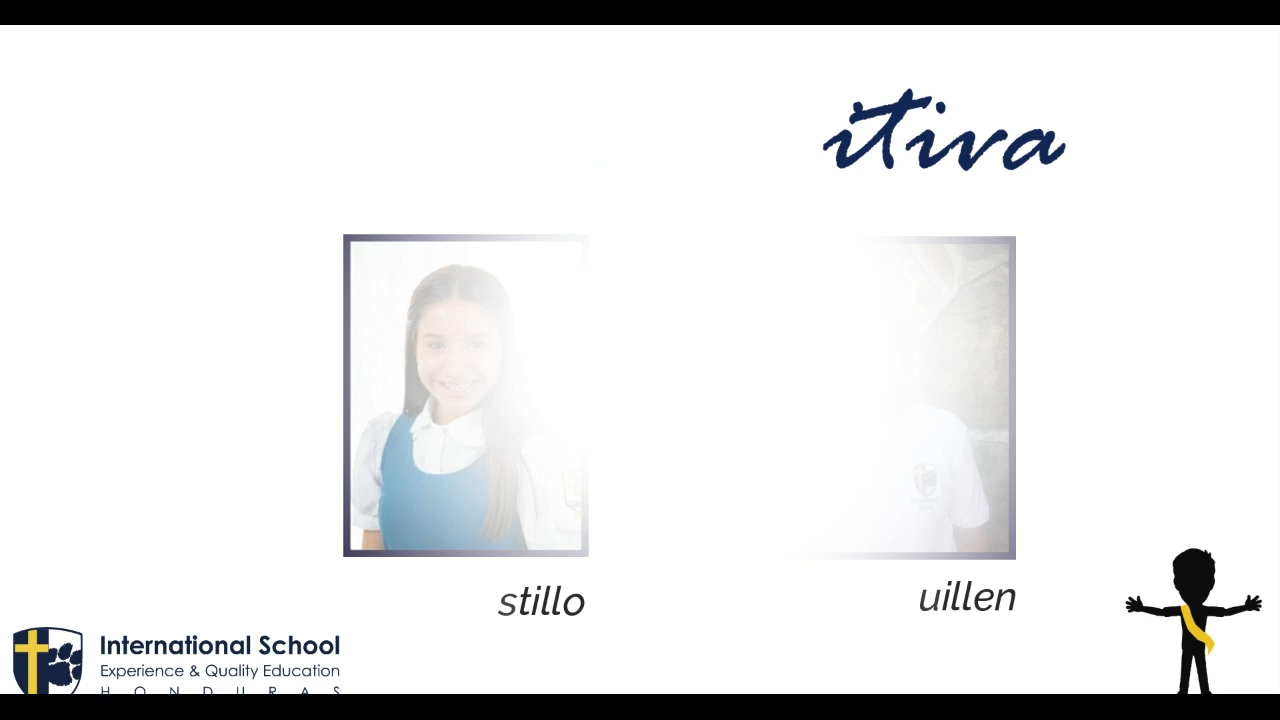 itiva
stillo
uillen
International School
Experience & Quality Education
HONDURAS